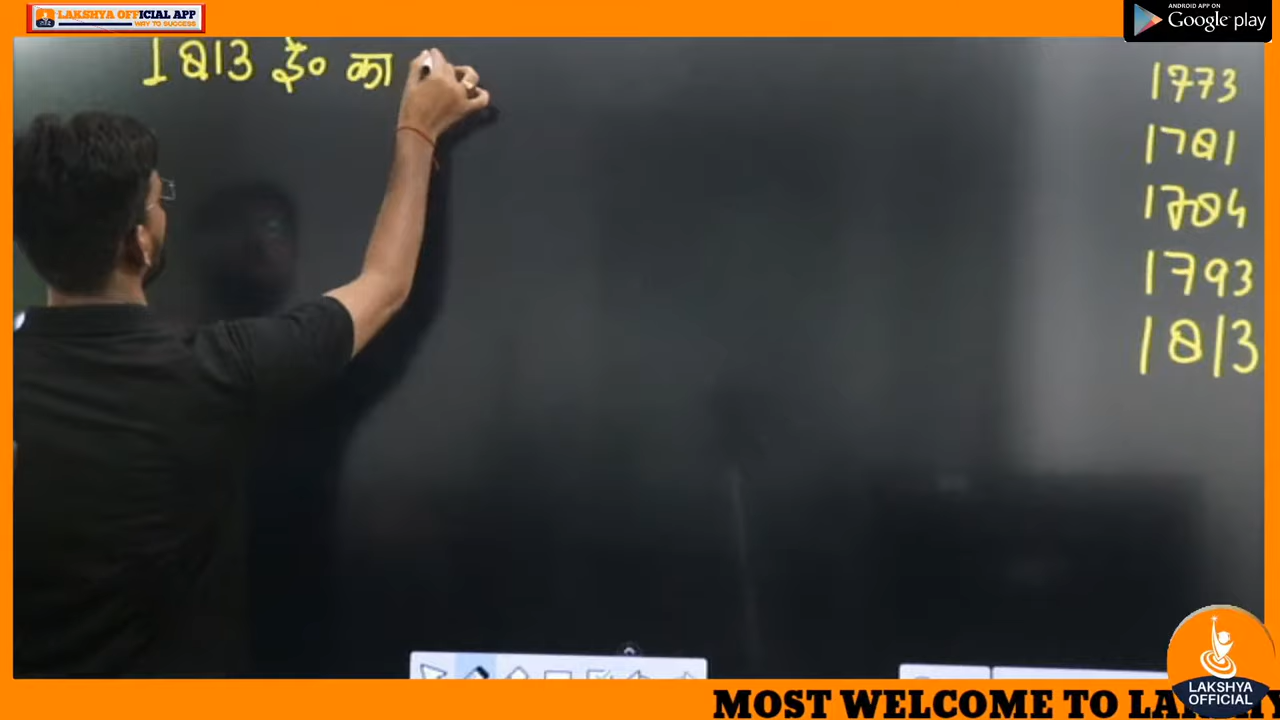 LAKSHYA OFFICIAL APP
WAY TO SUCCESS
ANDROID APP ON
Google play
1813 ई० का
1773
1781
1784
1793
1813
LAKSHYA
OFFICIAL
MOST WELCOME TO